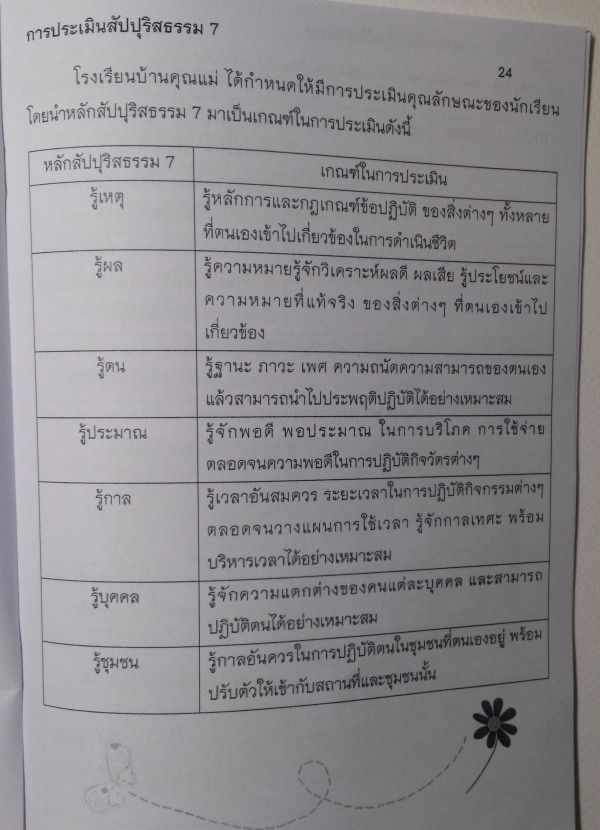 การประเมินสัปปุริสธรรม 7
24
โรงเรียนบ้านคุณแม่ ได้กำหนดให้มีการประเมินคุณลักษณะของนักเรียน
โดยนำหลักสัปปุริสธรรม 7 มาเป็นเกณฑ์ในการประเมินดังนี้
หลักสัปปุริสธรรม 7
เกณฑ์ในการประเมิน
รู้เหตุ
รู้หลักการและกฎเกณฑ์ข้อปฏิบัติ ของสิ่งต่างๆ ทั้งหลาย
ที่ตนเองเข้าไปเกี่ยวข้องในการดำเนินชีวิต
รู้ผล
รู้ความหมายรู้จักวิเคราะห์ผลดี ผลเสีย รู้ประโยชน์และ
ความหมายที่แท้จริง ของสิ่งต่างๆ ที่ตนเองเข้าไป
เกี่ยวข้อง
รู้ตน
รู้ฐานะ ภาวะ เพศ ความถนัดความสามารถของตนเอง
แล้วสามารถนำไปประพฤติปฏิบัติได้อย่างเหมาะสม
รู้ประมาณ
รู้จักพอดี พอประมาณ ในการบริโภค การใช้จ่าย
ตลอดจนความพอดีในการปฏิบัติกิจวัตรต่างๆ
รู้กาล
รู้เวลาอันสมควร ระยะเวลาในการปฏิบัติกิจกรรมต่างๆ
ตลอดจนวางแผนการใช้เวลา รู้จักกาลเทศะ พร้อม
บริหารเวลาได้อย่างเหมาะสม
รู้บุคคล
รู้จักความแตกต่างของคนแต่ละบุคคล และสามารถ
ปฏิบัติตนได้อย่างเหมาะสม
รู้ชุมชน
รู้กาลอันควรในการปฏิบัติตนในชุมชนที่ตนเองอยู่ พร้อม
ปรับตัวให้เข้ากับสถานที่และชุมชนนั้น